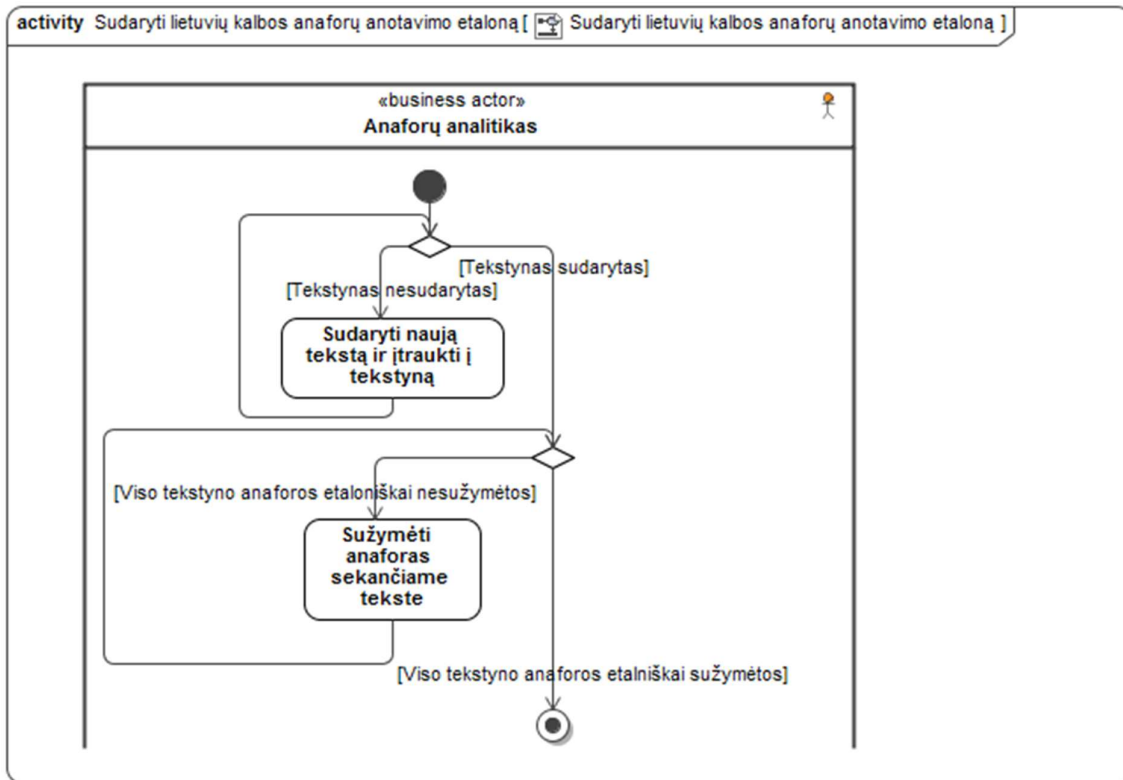 activity Sudaryti lietuvių kalbos anaforų anotavimo etaloną [ Sudaryti lietuvių kalbos anaforų anotavimo etaloną ]
«business actor»
Anaforų analitikas
[Tekstynas sudarytas]
[Tekstynas nesudarytas]
Sudaryti naują
tekstą ir įtraukti į
tekstyną
[Viso tekstyno anaforos etaloniškai nesužymėtos]
Sužymėti
anaforas
sekančiame
tekste
[Viso tekstyno anaforos etalniškai sužymėtos]